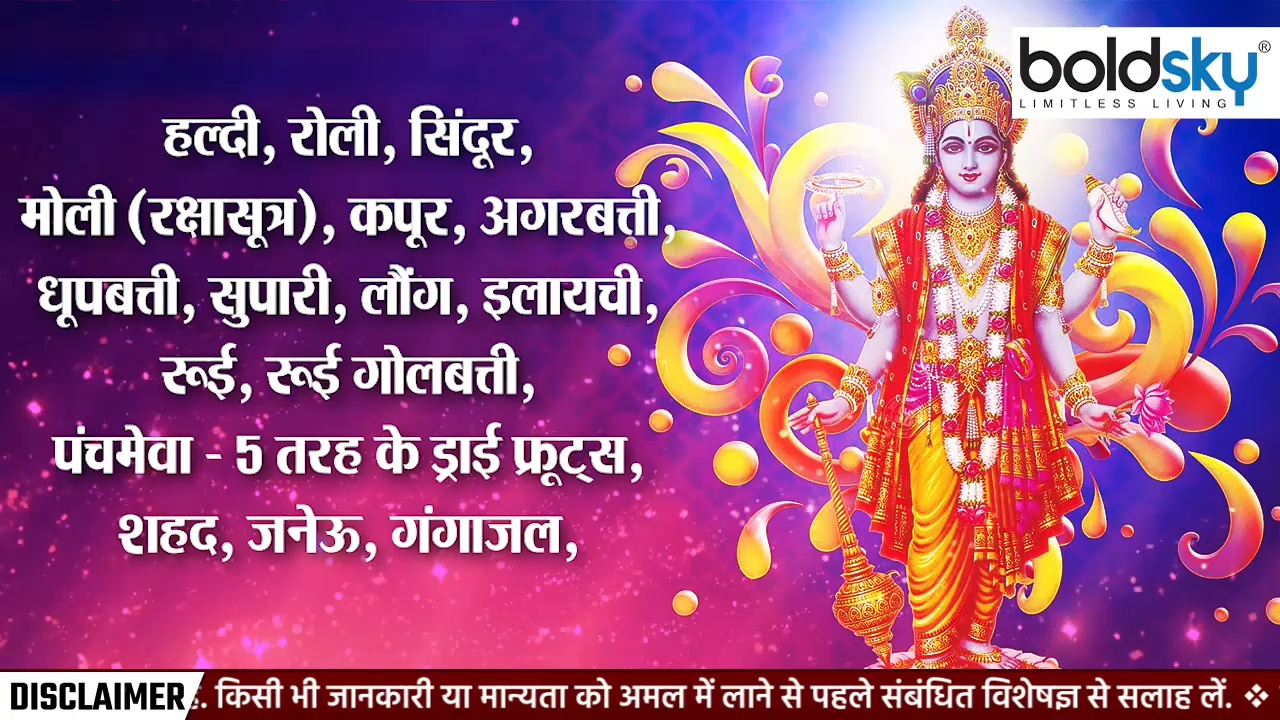 हल्दी, रोली, सिंदूर,
मोली (रक्षासूत्र), कपूर, अगरबत्ती,
धूपबत्ती, सुपारी, लौंग, इलायची,
रूई, रूई गोलबत्ती,
पंचमेवा - 5 तरह के ड्राई फ्रूट्स,
शहद, जनेऊ, गंगाजल,
boldsky®
LIMITLESS LIVING
DISCLAIMER
. किसी भी जानकारी या मान्यता को अमल में लाने से पहले संबंधित विशेषज्ञ से सलाह लें. ❖